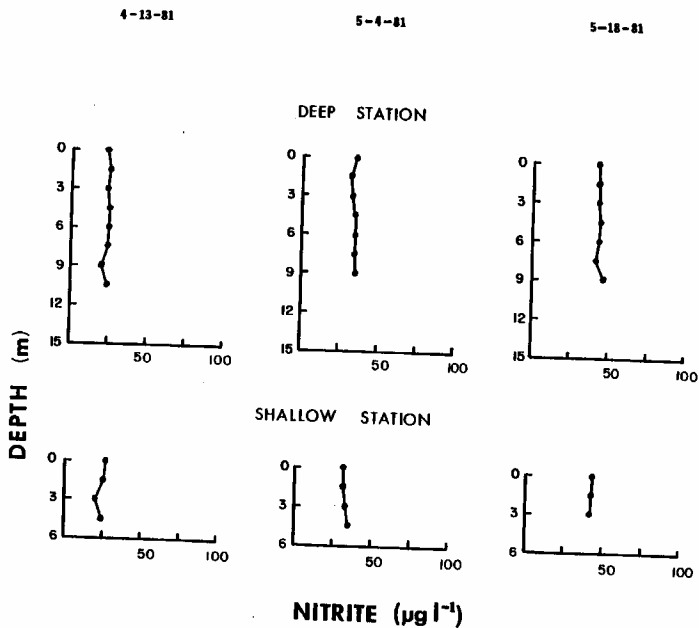 4-13-81 5-4-81 5-18-81
DEEP STATION
0 3 6 9 12 15
50 100
0 3 6 9 12 15
50 100
0 3 6 9 12 15
50 100
DEPTH (m)
SHALLOW STATION
0 3 6
50 100
0 3 6
50 100
0 3 6
50 100
NITRITE (µg l⁻¹)